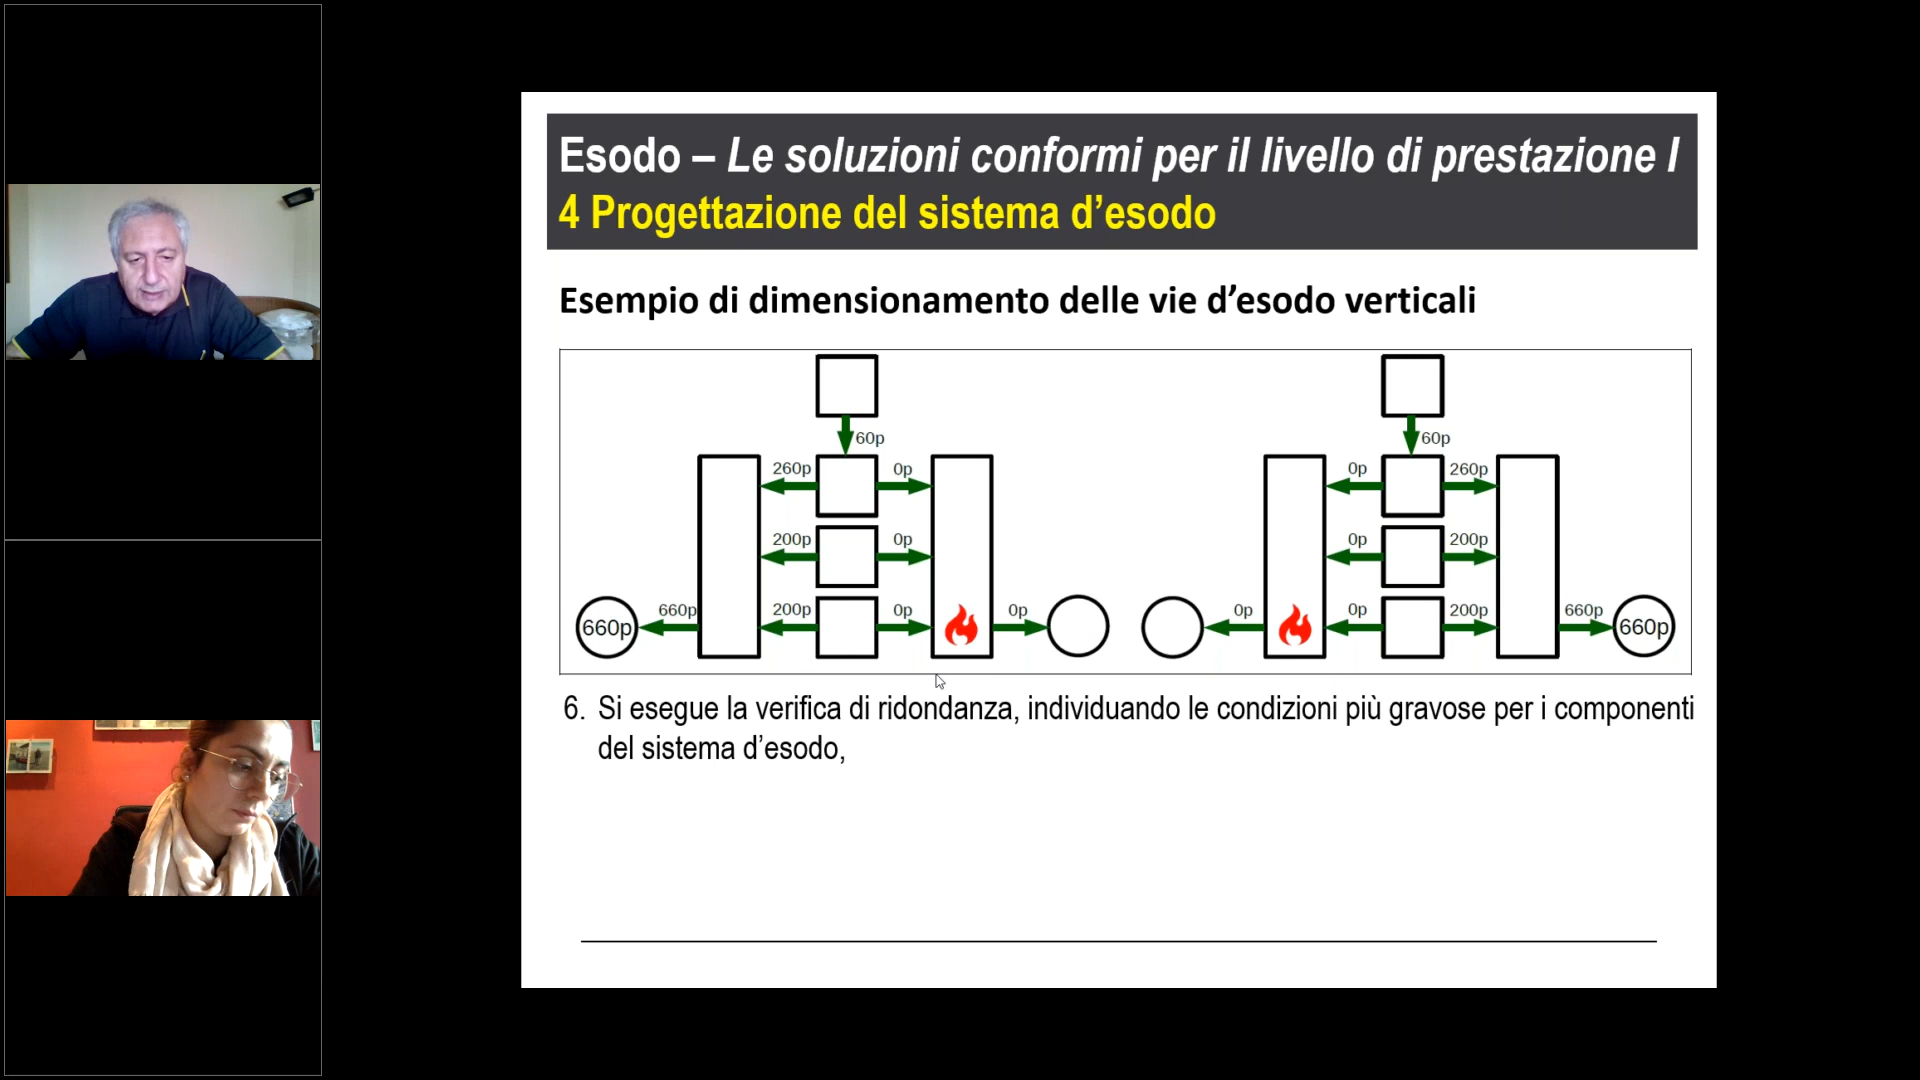 Esodo – Le soluzioni conformi per il livello di prestazione I
4 Progettazione del sistema d’esodo
Esempio di dimensionamento delle vie d’esodo verticali
60p
260p 0p
200p 0p
660p 660p 200p 0p 0p
60p
0p 260p
0p 200p
0p 0p 200p 660p 660p
6. Si esegue la verifica di ridondanza, individuando le condizioni più gravose per i componenti
del sistema d’esodo,